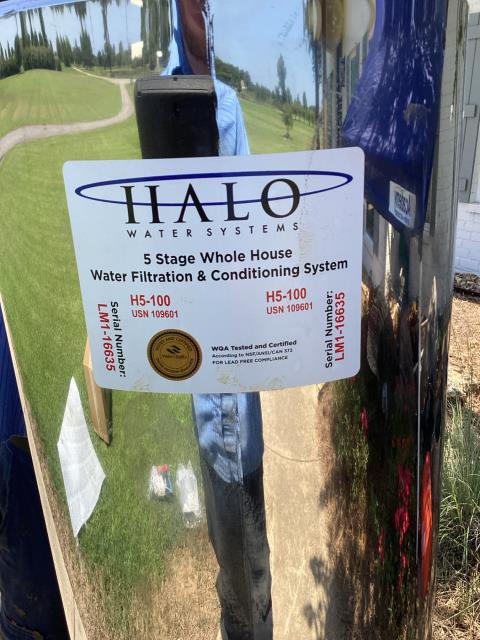 HALO
WATER SYSTEMS
5 Stage Whole House
Water Filtration & Conditioning System
H5-100
USN 109601
Serial Number:
LM1-16635
H5-100
USN 109601
Serial Number:
LM1-16635
WQA Tested and Certified
According to NSF/ANSI/CAN 372
FOR LEAD FREE COMPLIANCE